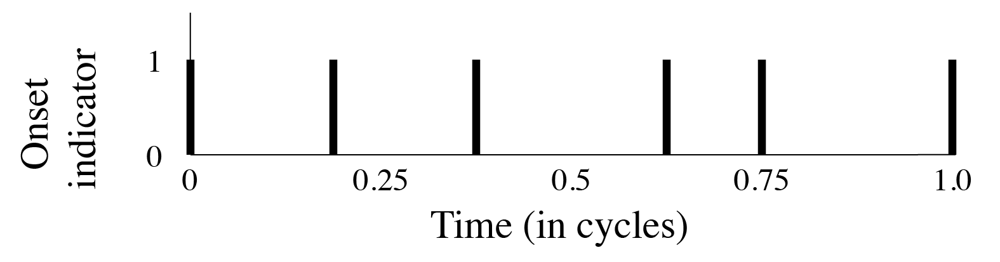 Onset
indicator
1
0
0 0.25 0.5 0.75 1.0
Time (in cycles)